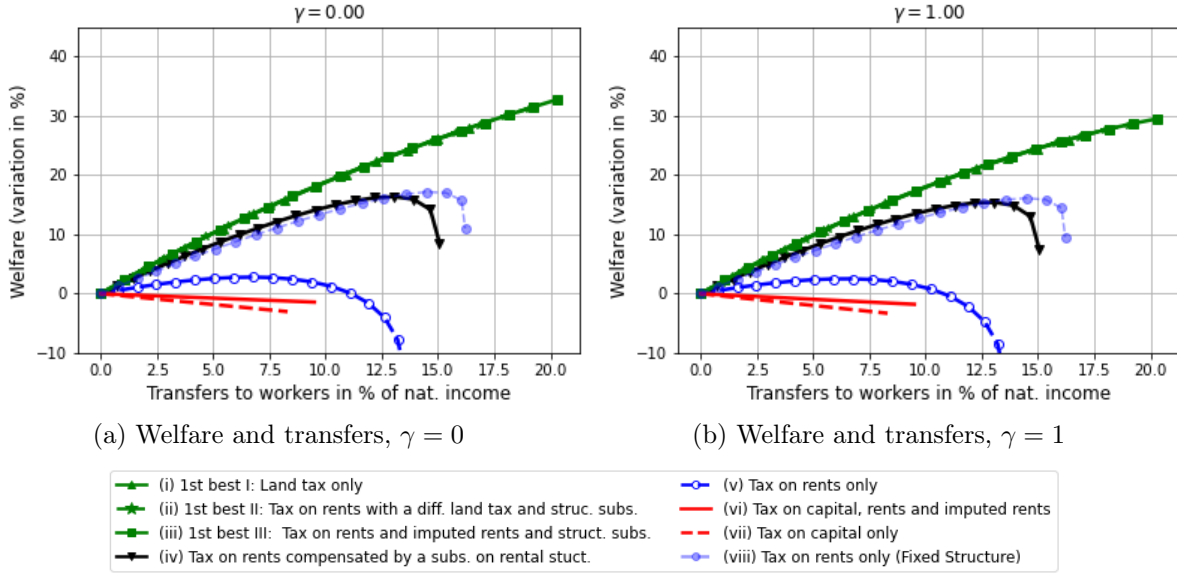 γ = 0.00
Welfare (variation in %)
40
30
20
10
0
−10
0.0 2.5 5.0 7.5 10.0 12.5 15.0 17.5 20.0
Transfers to workers in % of nat. income
(a) Welfare and transfers, γ = 0
γ = 1.00
Welfare (variation in %)
40
30
20
10
0
−10
0.0 2.5 5.0 7.5 10.0 12.5 15.0 17.5 20.0
Transfers to workers in % of nat. income
(b) Welfare and transfers, γ = 1
(i) 1st best I: Land tax only
(ii) 1st best II: Tax on rents with a diff. land tax and struc. subs.
(iii) 1st best III:  Tax on rents and imputed rents and struct. subs.
(iv) Tax on rents compensated by a subs. on rental stuct.
(v) Tax on rents only
(vi) Tax on capital, rents and imputed rents
(vii) Tax on capital only
(viii) Tax on rents only (Fixed Structure)